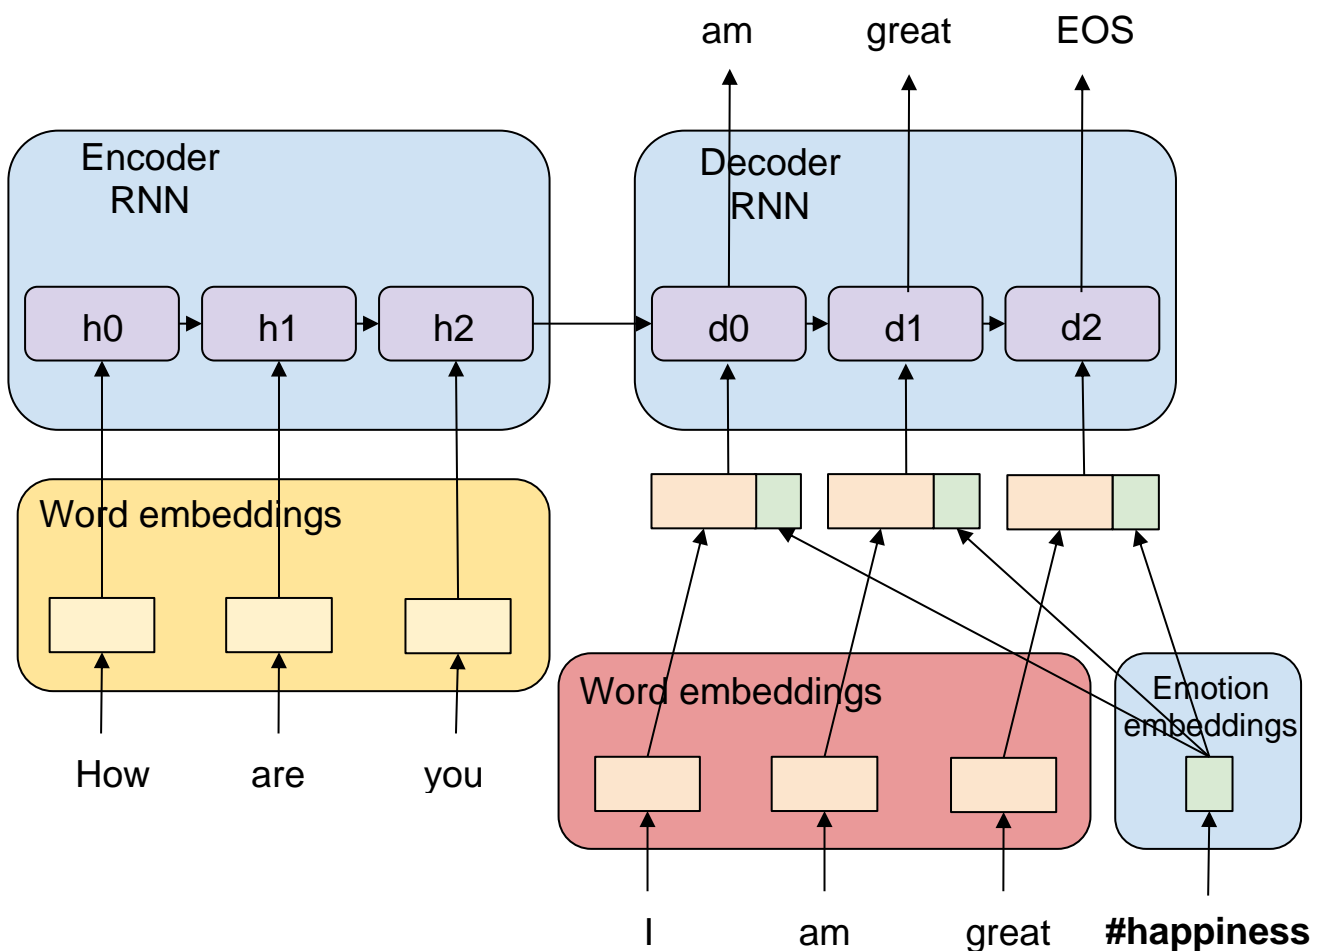 am great EOS
Encoder
RNN
Decoder
RNN
h0 h1 h2 d0 d1 d2
Word embeddings
Word embeddings
Emotion
embeddings
How are you
I am great #happiness